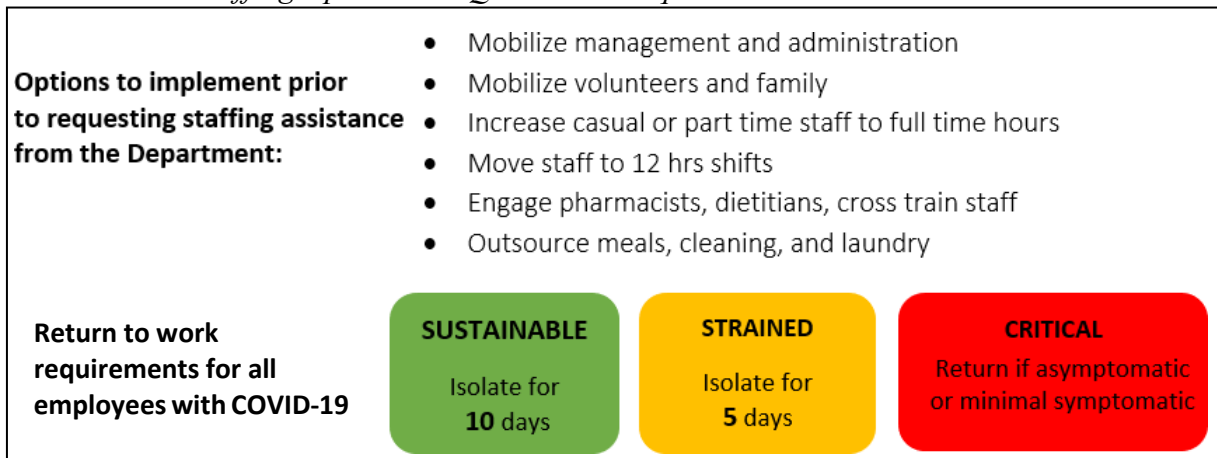 Options to implement prior
to requesting staffing assistance
from the Department:
• Mobilize management and administration
• Mobilize volunteers and family
• Increase casual or part time staff to full time hours
• Move staff to 12 hrs shifts
• Engage pharmacists, dietitians, cross train staff
• Outsource meals, cleaning, and laundry
Return to work
requirements for all
employees with COVID-19
SUSTAINABLE
Isolate for
10 days
STRAINED
Isolate for
5 days
CRITICAL
Return if asymptomatic
or minimal symptomatic